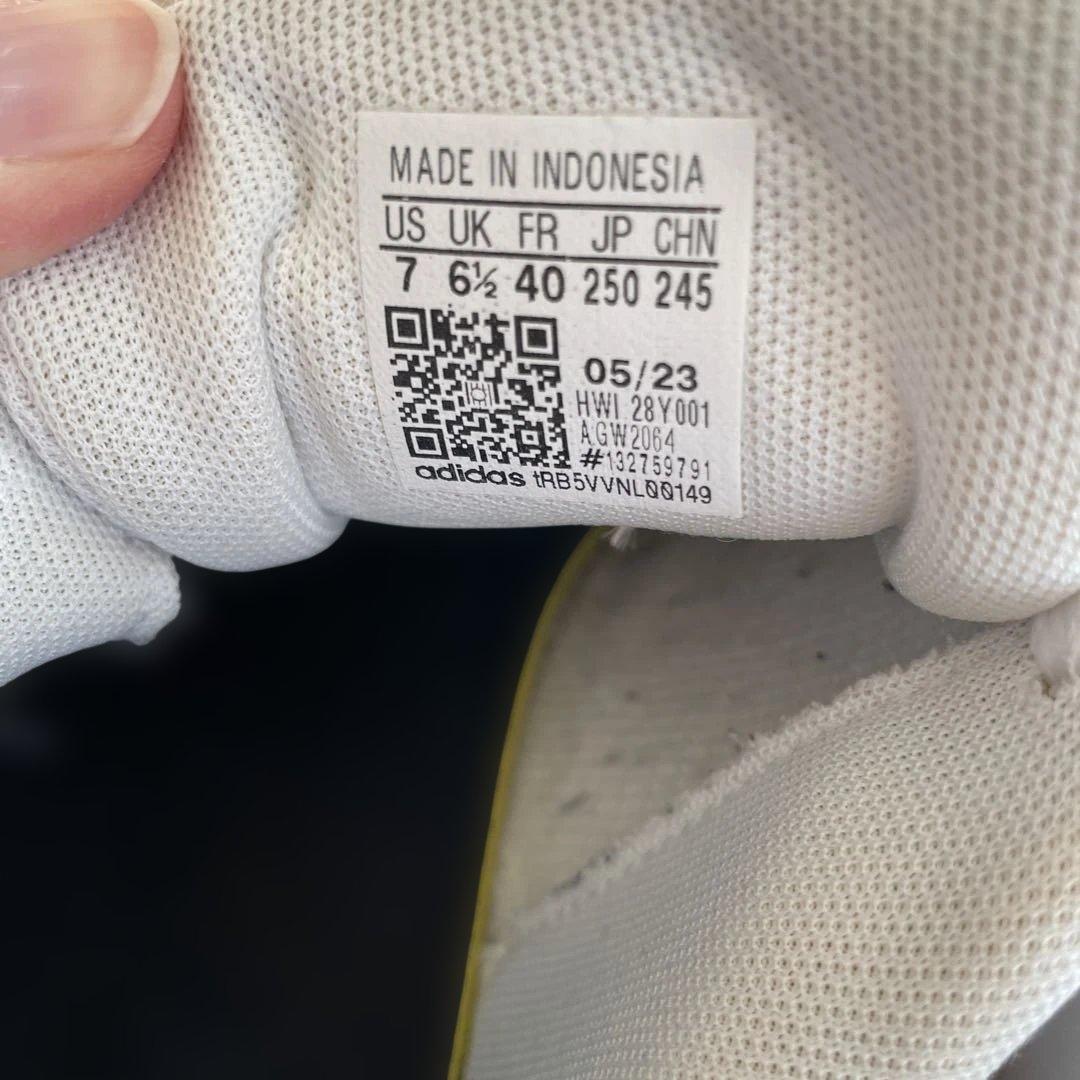 MADE IN INDONESIA
US UK FR JP CHN
7 6½ 40 250 245
05/23
HWI 28Y001
AGW2064
#132759791
adidas tRB5VVNL00149